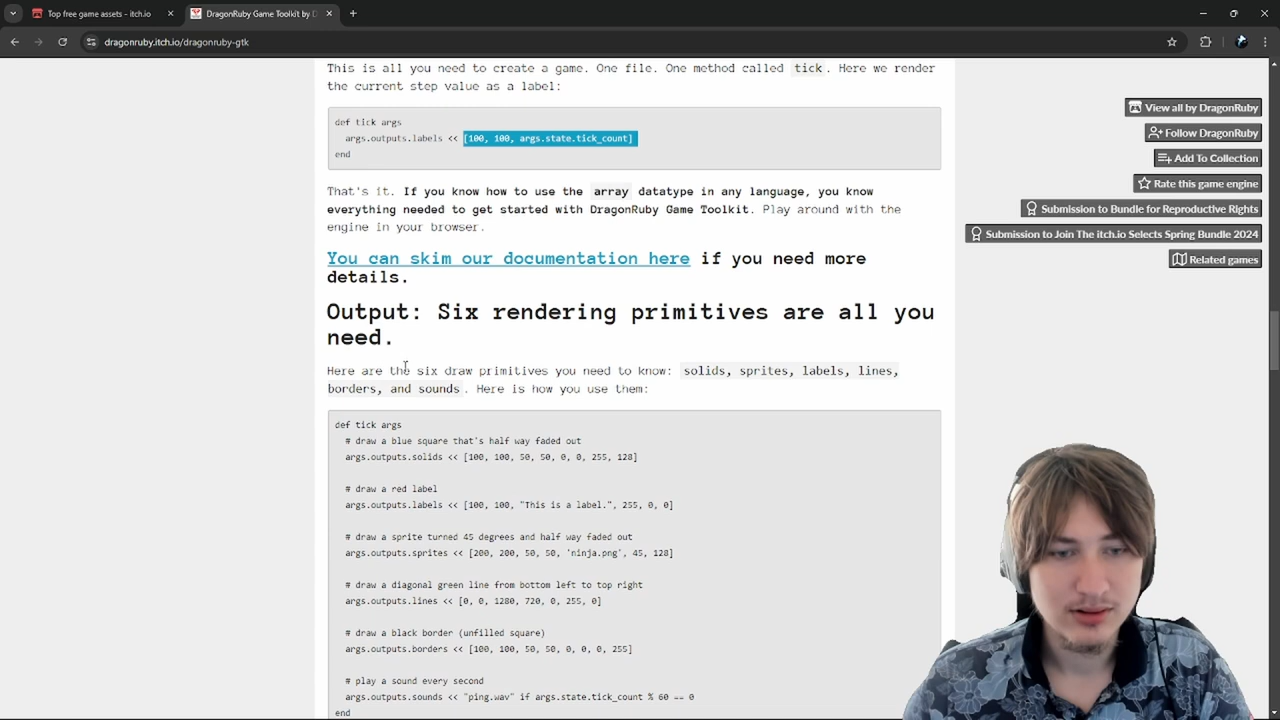 Top free game assets - itch.io
DragonRuby Game Toolkit by D
dragonruby.itch.io/dragonruby-gtk
This is all you need to create a game. One file. One method called tick. Here we render
the current step value as a label:
def tick args
args.outputs.labels << [100, 100, args.state.tick_count]
end
That's it. If you know how to use the array datatype in any language, you know
everything needed to get started with DragonRuby Game Toolkit. Play around with the
engine in your browser.
You can skim our documentation here if you need more
details.
Output: Six rendering primitives are all you
need.
Here are the six draw primitives you need to know: solids, sprites, labels, lines,
borders, and sounds. Here is how you use them:
def tick args
# draw a blue square that's half way faded out
args.outputs.solids << [100, 100, 50, 50, 0, 0, 255, 128]
# draw a red label
args.outputs.labels << [100, 100, "This is a label.", 255, 0, 0]
# draw a sprite turned 45 degrees and half way faded out
args.outputs.sprites << [200, 200, 50, 50, 'ninja.png', 45, 128]
# draw a diagonal green line from bottom left to top right
args.outputs.lines << [0, 0, 1280, 720, 0, 255, 0]
# draw a black border (unfilled square)
args.outputs.borders << [100, 100, 50, 50, 0, 0, 0, 255]
# play a sound every second
args.outputs.sounds << "ping.wav" if args.state.tick_count % 60 == 0
end
View all by DragonRuby
Follow DragonRuby
Add To Collection
Rate this game engine
Submission to Bundle for Reproductive Rights
Submission to Join The itch.io Selects Spring Bundle 2024
Related games